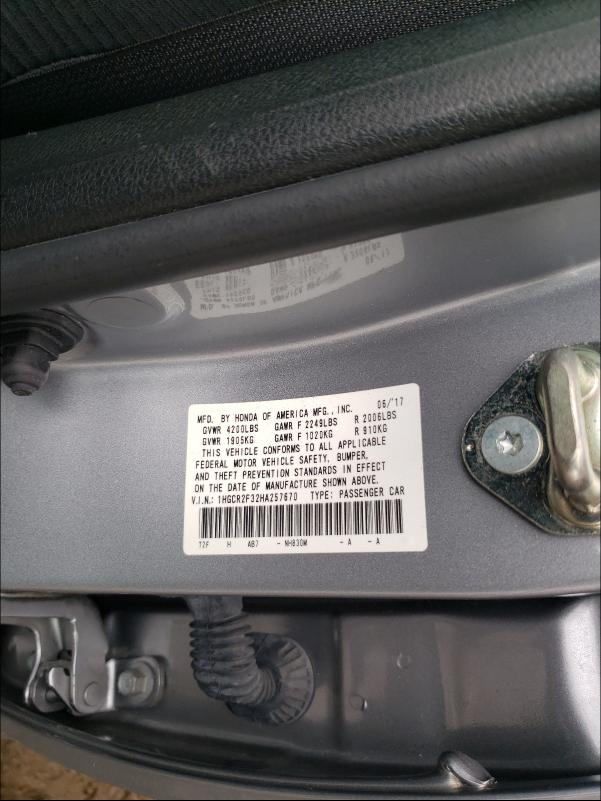 MFD. BY HONDA OF AMERICA MFG., INC. 06/'17
GVWR 4200LBS GAWR F 2249LBS R 2006LBS
GVWR 1905KG GAWR F 1020KG R 910KG
THIS VEHICLE CONFORMS TO ALL APPLICABLE
FEDERAL MOTOR VEHICLE SAFETY, BUMPER,
AND THEFT PREVENTION STANDARDS IN EFFECT
ON THE DATE OF MANUFACTURE SHOWN ABOVE.
V.I.N.: 1HGCR2F32HA257670 TYPE: PASSENGER CAR
T2F H AB7 - NH830M - A - A